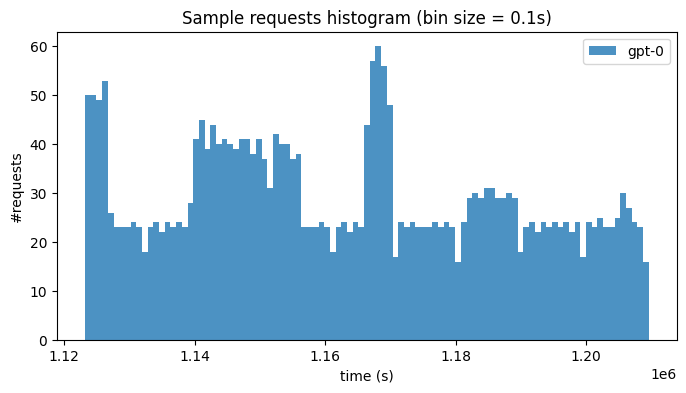 Sample requests histogram (bin size = 0.1s)
gpt-0
#requests
60
50
40
30
20
10
0
1.12 1.14 1.16 1.18 1.20
1e6
time (s)